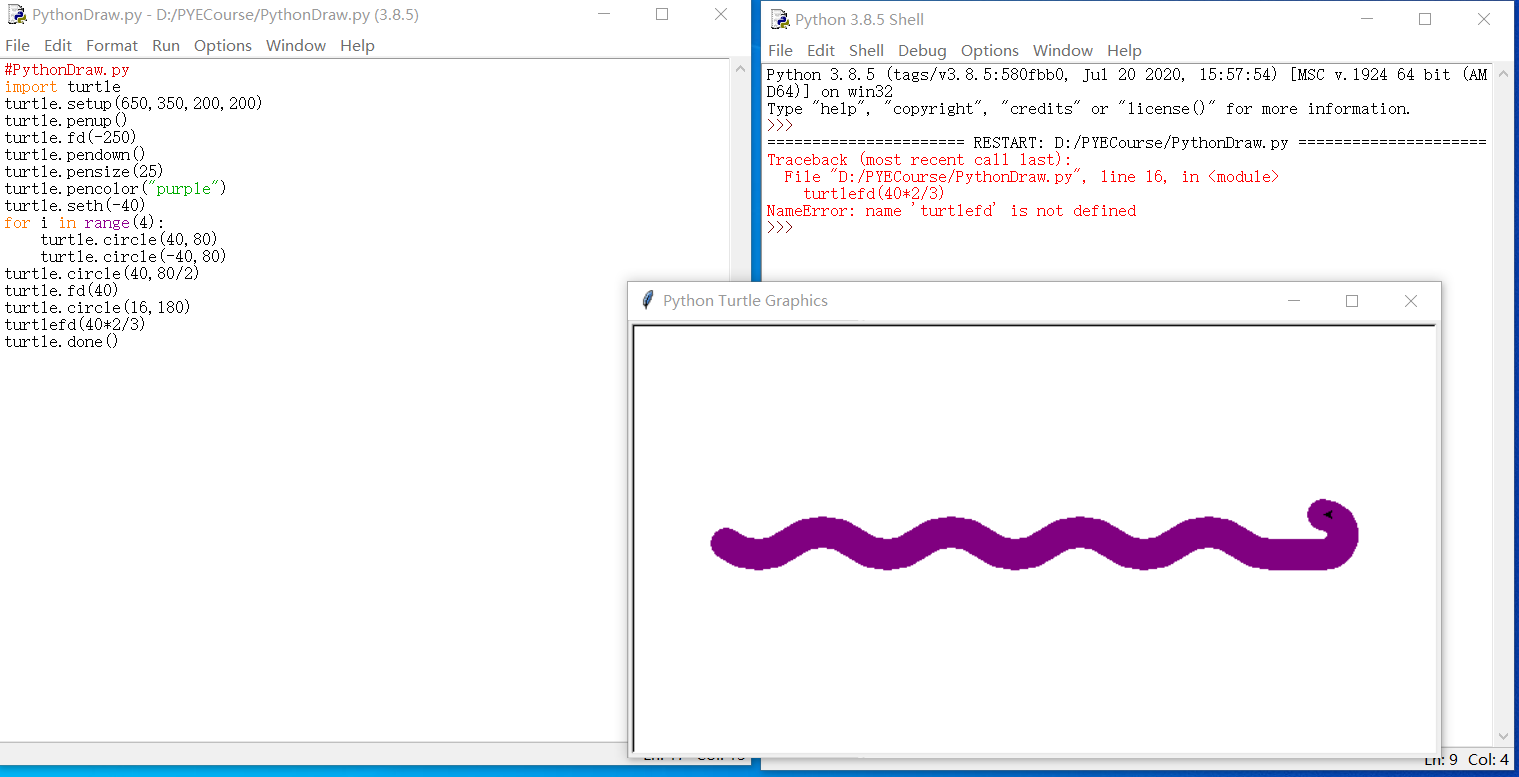 PythonDraw.py - D:/PYECourse/PythonDraw.py (3.8.5)
File Edit Format Run Options Window Help
#PythonDraw.py
import turtle
turtle.setup(650,350,200,200)
turtle.penup()
turtle.fd(-250)
turtle.pendown()
turtle.pensize(25)
turtle.pencolor("purple")
turtle.seth(-40)
for i in range(4):
    turtle.circle(40,80)
    turtle.circle(-40,80)
turtle.circle(40,80/2)
turtle.fd(40)
turtle.circle(16,180)
turtlefd(40*2/3)
turtle.done()
Python 3.8.5 Shell
File Edit Shell Debug Options Window Help
Python 3.8.5 (tags/v3.8.5:580fbb0, Jul 20 2020, 15:57:54) [MSC v.1924 64 bit (AM
D64)] on win32
Type "help", "copyright", "credits" or "license()" for more information.
>>>
====================== RESTART: D:/PYECourse/PythonDraw.py =====================
Traceback (most recent call last):
  File "D:/PYECourse/PythonDraw.py", line 16, in <module>
    turtlefd(40*2/3)
NameError: name 'turtlefd' is not defined
>>>
Python Turtle Graphics
Ln: 9 Col: 4